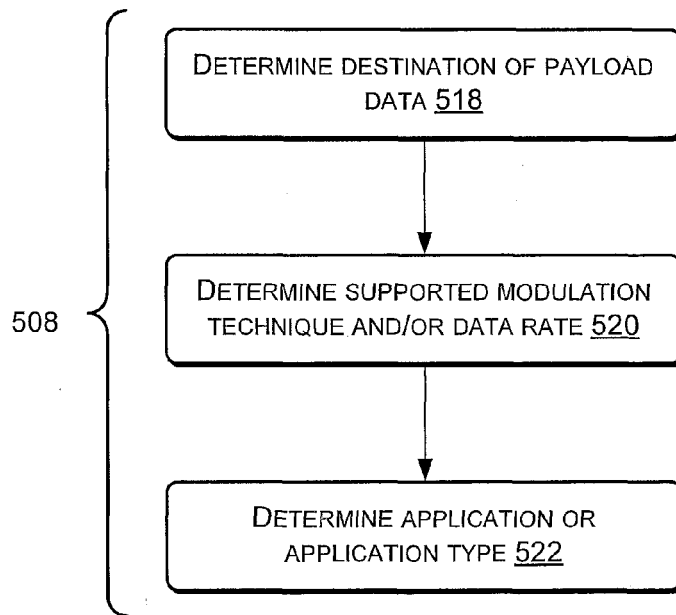 DETERMINE DESTINATION OF PAYLOAD
DATA 518
508
DETERMINE SUPPORTED MODULATION
TECHNIQUE AND/OR DATA RATE 520
DETERMINE APPLICATION OR
APPLICATION TYPE 522